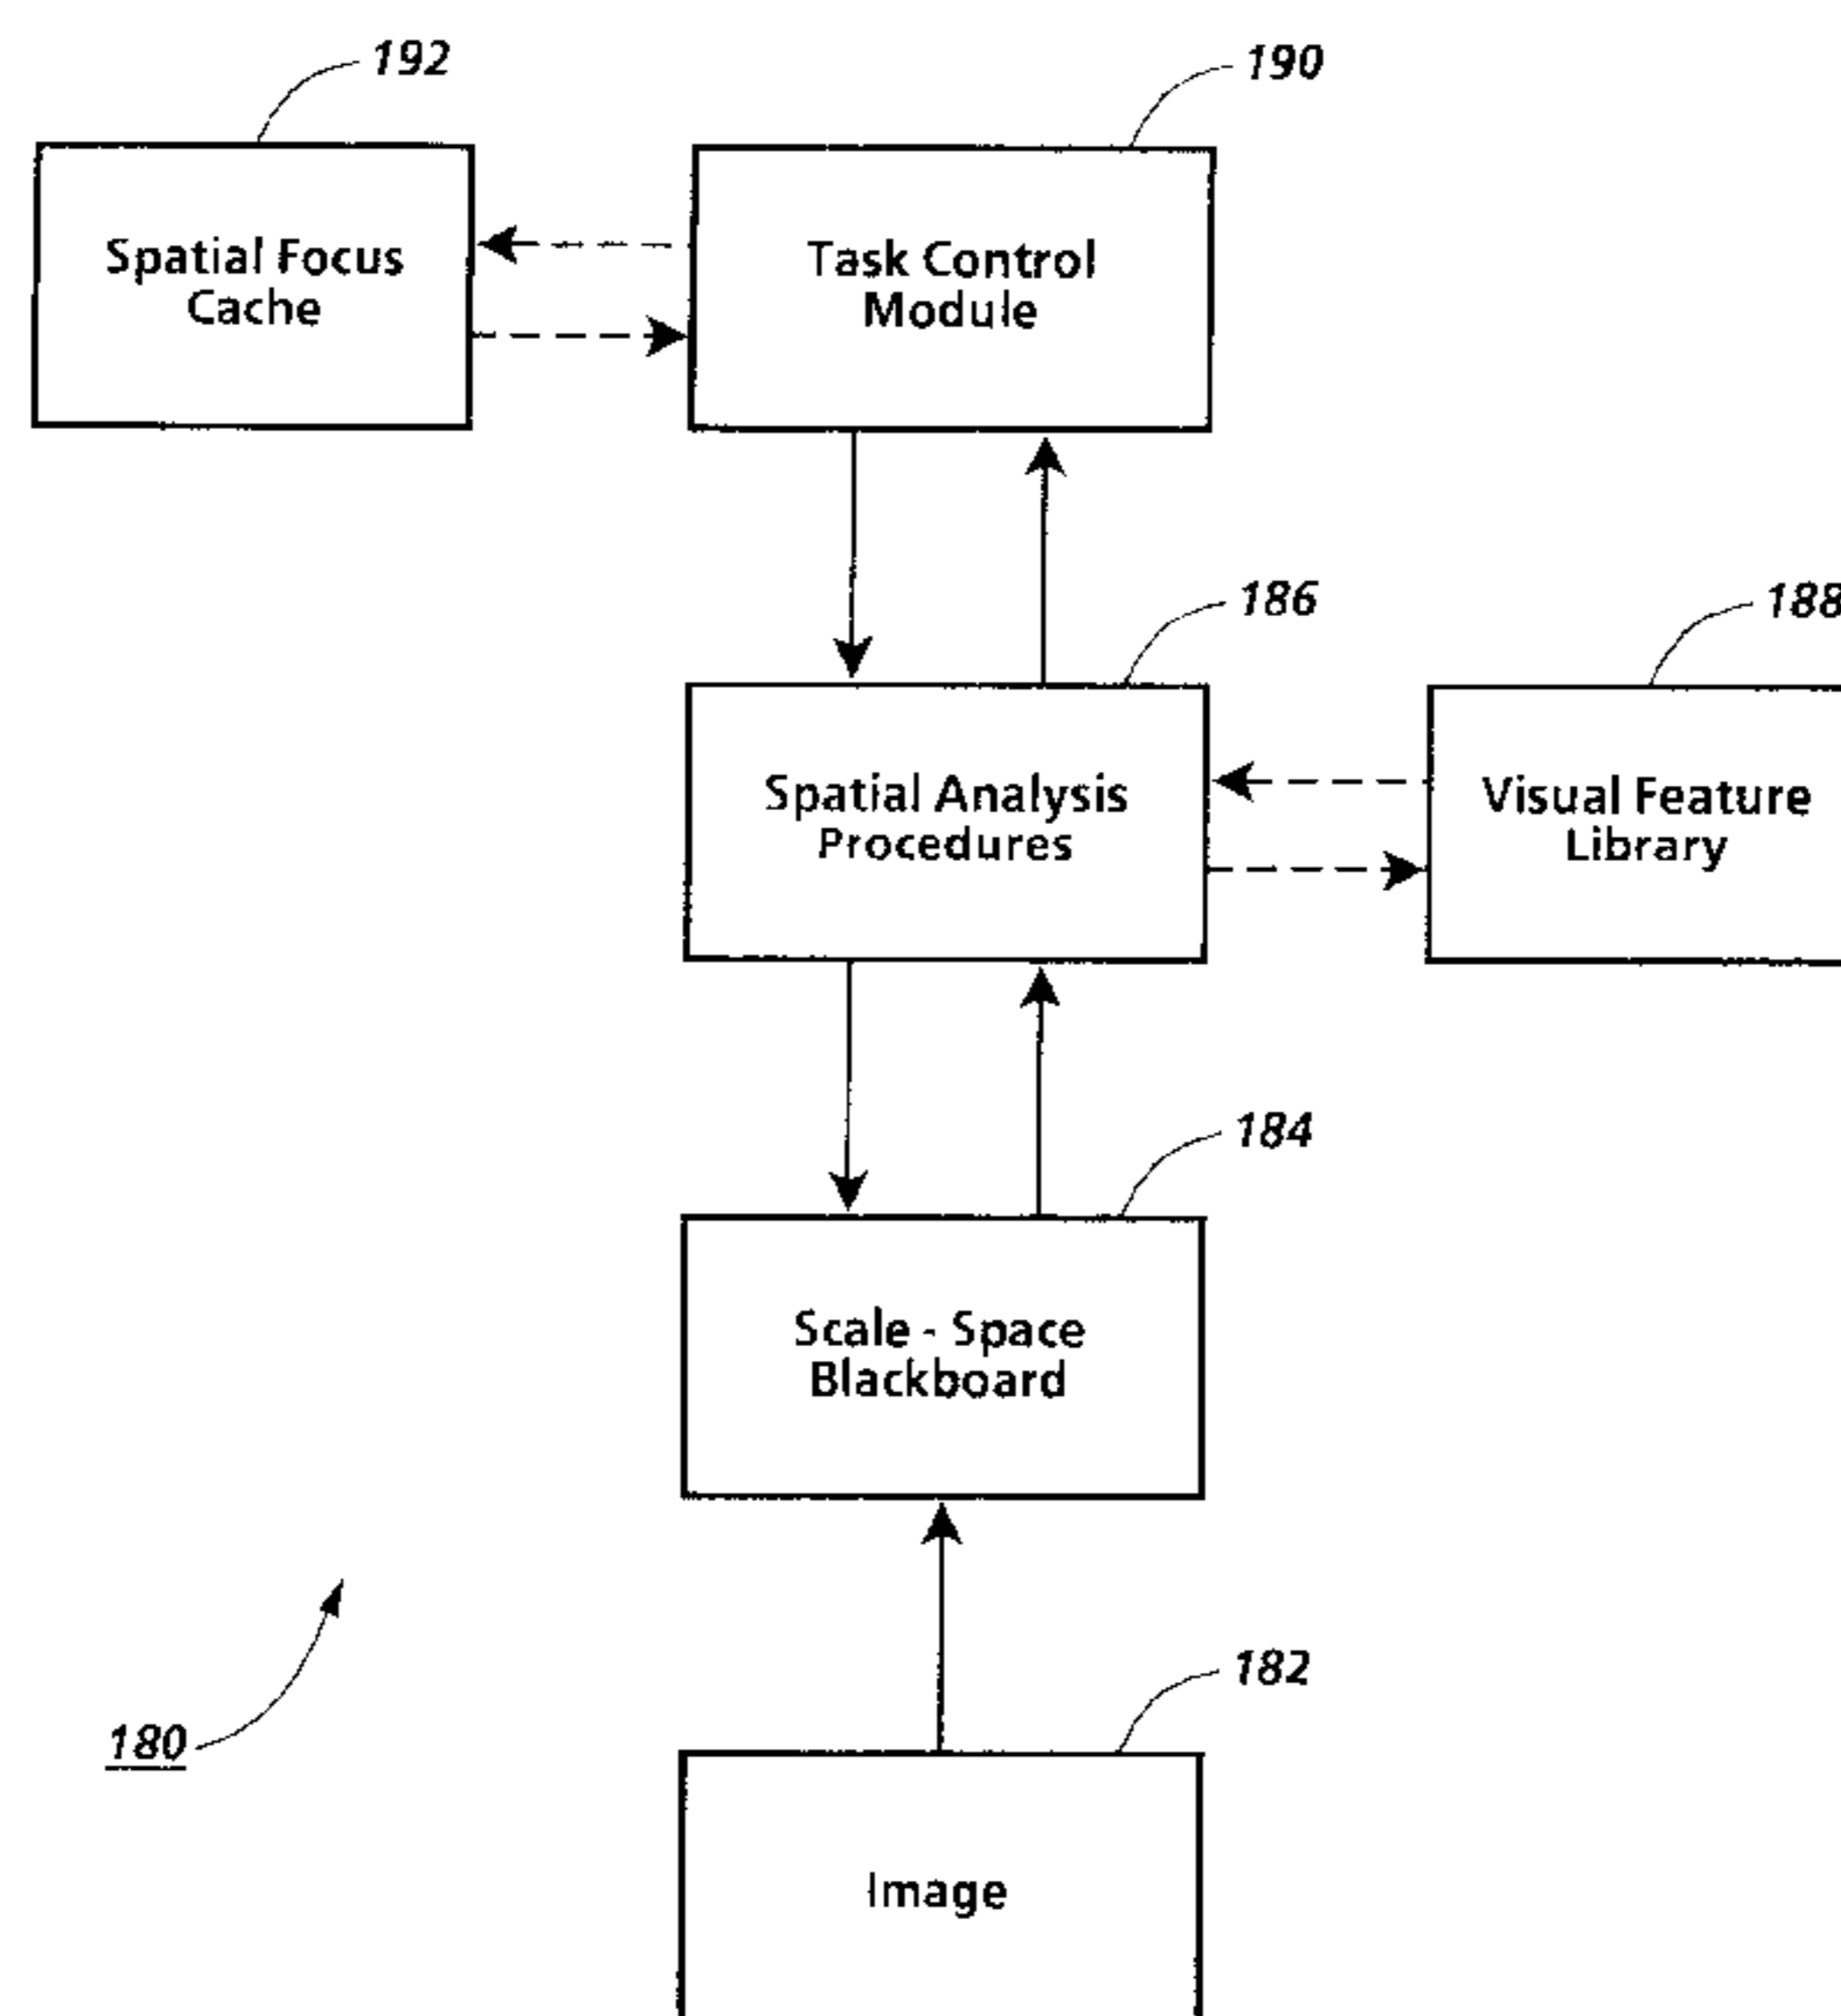 192
190
Spatial Focus
Cache
Task Control
Module
186
188
Spatial Analysis
Procedures
Visual Feature
Library
184
Scale - Space
Blackboard
182
180
Image